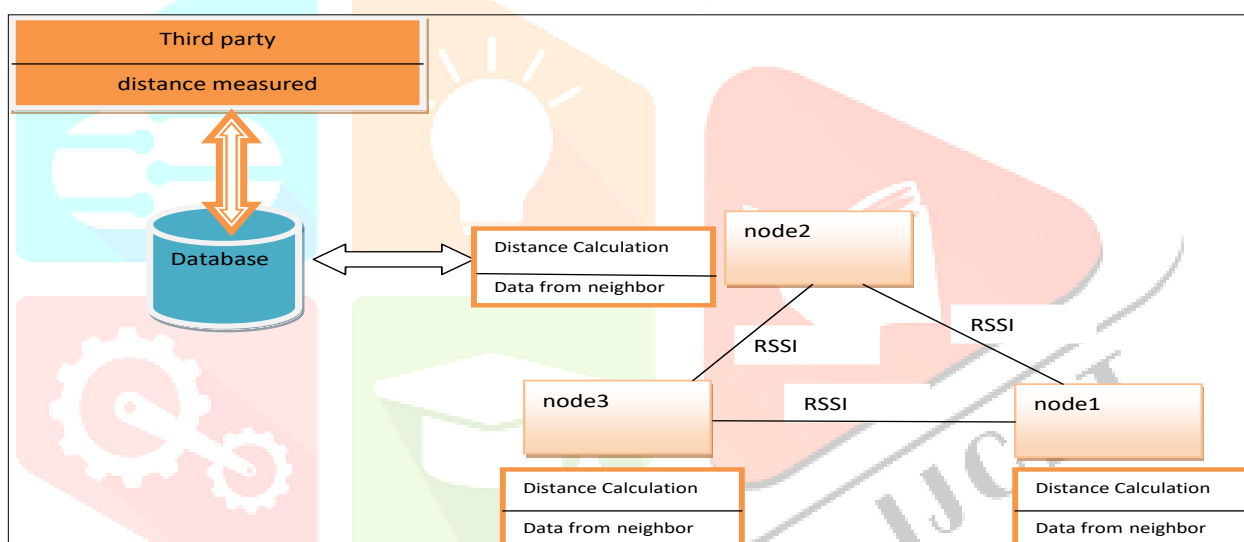 Third party
distance measured
Database
Distance Calculation
Data from neighbor
node2
RSSI
RSSI
node3
RSSI
node1
Distance Calculation
Data from neighbor
Distance Calculation
Data from neighbor